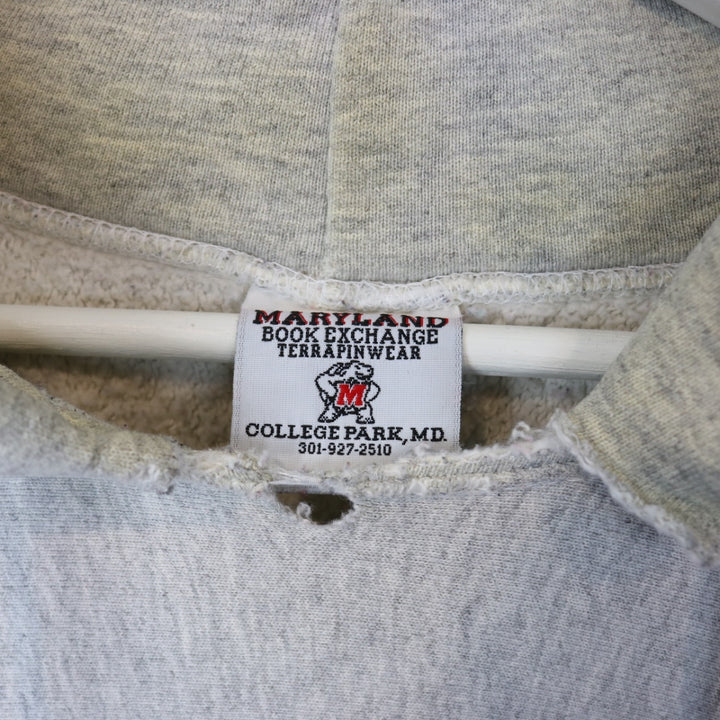 MARYLAND
BOOK EXCHANGE
TERRAPINWEAR
M
COLLEGE PARK, MD.
301-927-2510